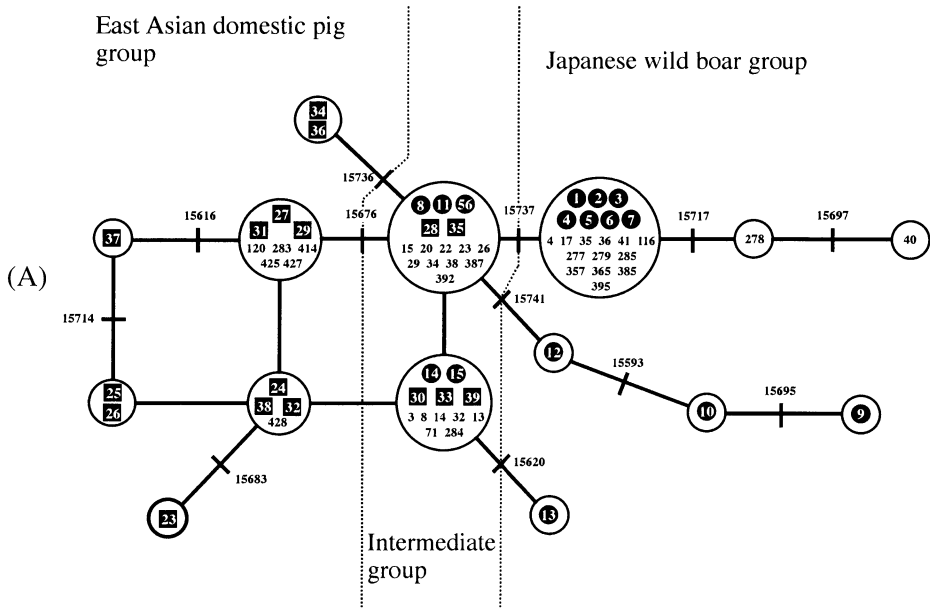 East Asian domestic pig
group
Japanese wild boar group
(A)
34
36
15736
15616
15676
15737
15717
15697
37
27
31 29
120 283 414
425 427
8 11 56
28 35
15 20 22 23 26
29 34 38 387
392
1 2 3
4 5 6 7
4 17 35 36 41 116
277 279 285
357 365 385
395
278
40
15714
15741
12
15593
10
15695
9
25
26
24
38 32
428
14 15
30 33 39
3 8 14 32 13
71 284
15683
23
15620
13
Intermediate
group